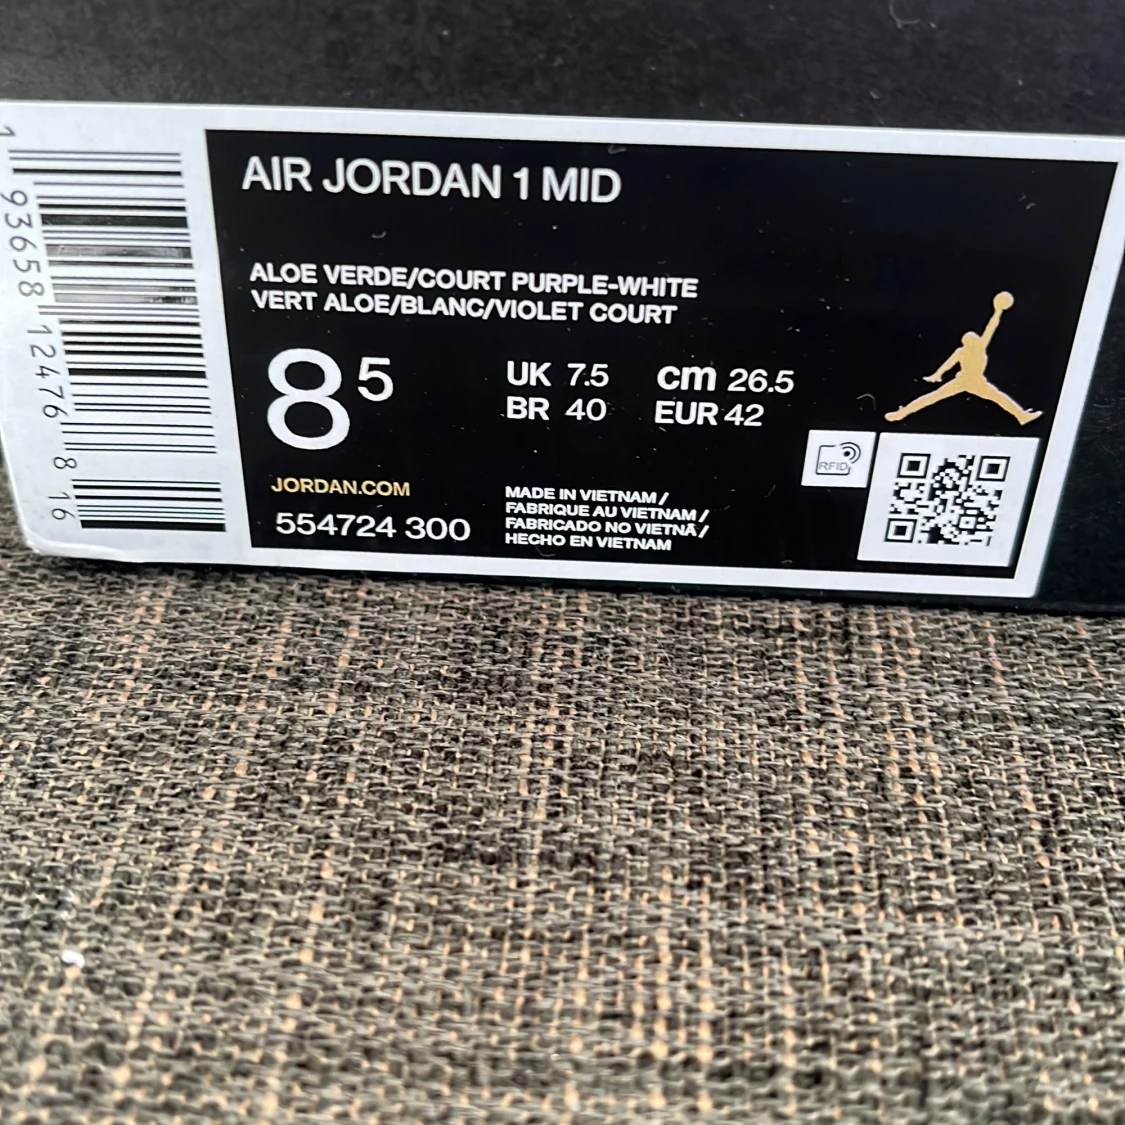 AIR JORDAN 1 MID
ALOE VERDE/COURT PURPLE-WHITE
VERT ALOE/BLANC/VIOLET COURT
8 5
UK 7.5 cm 26.5
BR 40 EUR 42
JORDAN.COM
554724 300
MADE IN VIETNAM /
FABRIQUE AU VIETNAM /
FABRICADO NO VIETNÃ /
HECHO EN VIETNAM
RFID
1 93658 12476 8 16